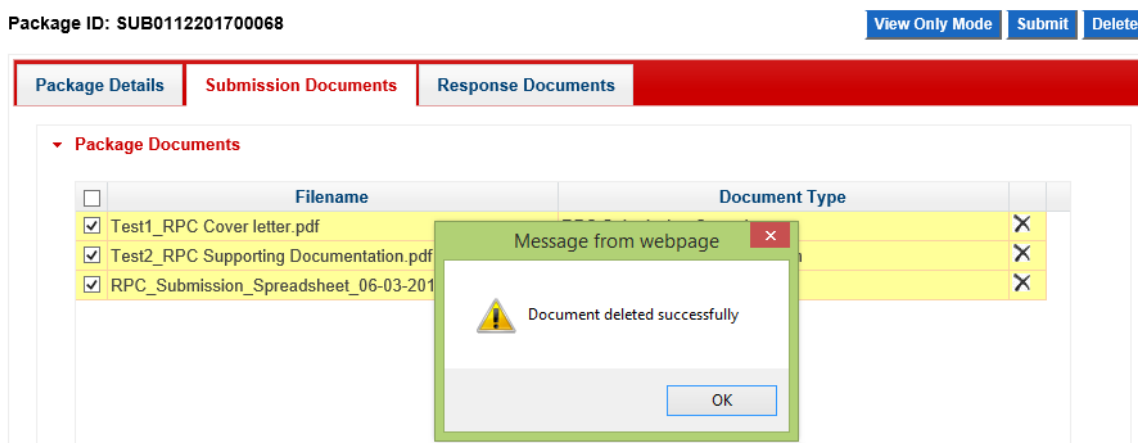 Package ID: SUB0112201700068
View Only Mode Submit Delete
Package Details Submission Documents Response Documents
Package Documents
Filename Document Type
Test1_RPC Cover letter.pdf
Test2_RPC Supporting Documentation.pdf
RPC_Submission_Spreadsheet_06-03-201
Message from webpage
Document deleted successfully
OK